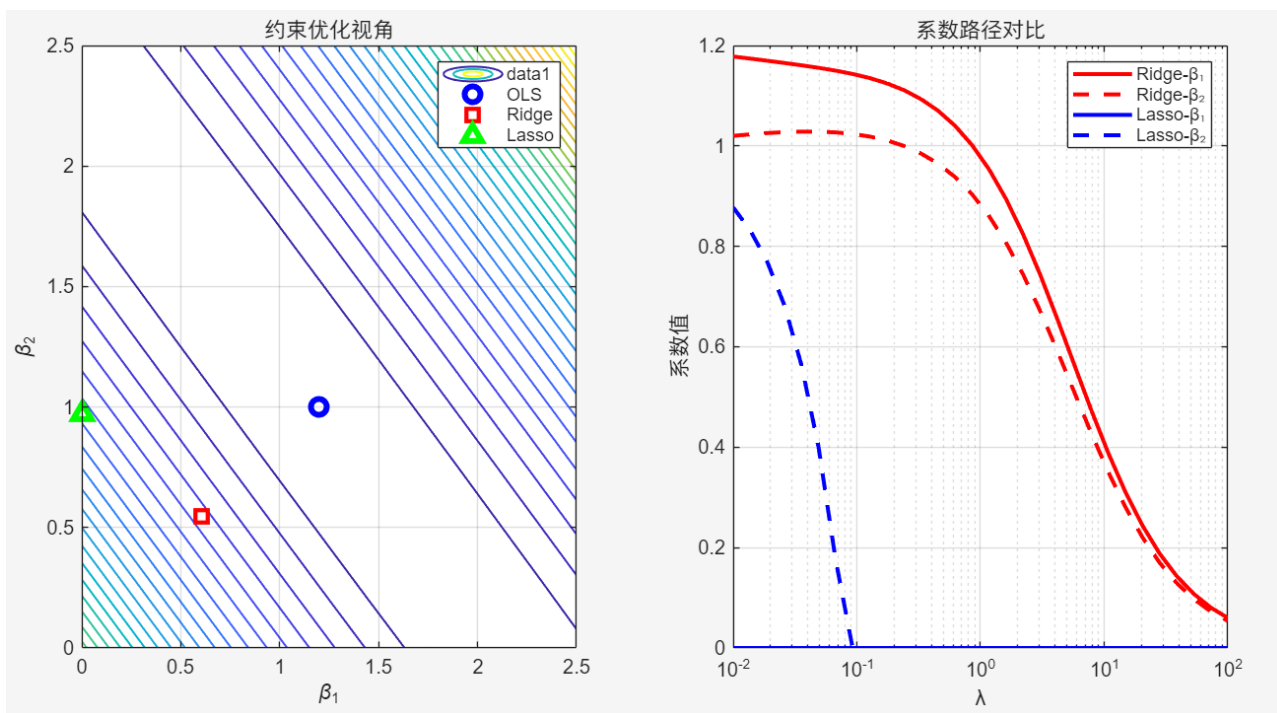 约束优化视角
2.5
2
1.5
1
0.5
0
0 0.5 1 1.5 2 2.5
β₂
β₁
data1
OLS
Ridge
Lasso
系数路径对比
1.2
1
0.8
0.6
0.4
0.2
0
10⁻² 10⁻¹ 10⁰ 10¹ 10²
系数值
λ
Ridge-β₁
Ridge-β₂
Lasso-β₁
Lasso-β₂